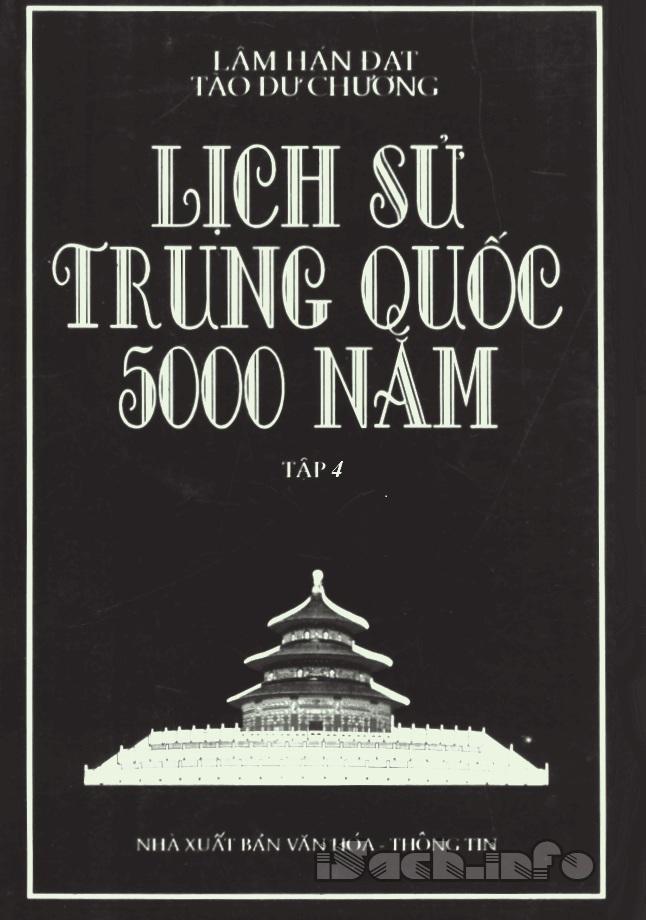 LÂM HÁN ĐẠT
TÀO DƯ CHƯƠNG
LỊCH SỬ
TRUNG QUỐC
5000 NĂM
TẬP 4
NHÀ XUẤT BẢN VĂN HÓA - THÔNG TIN
iSach.info